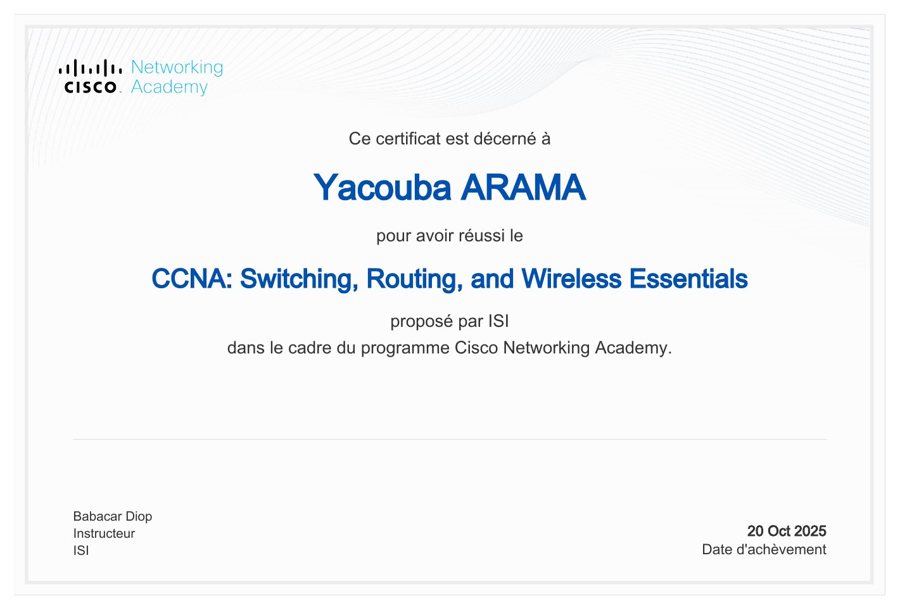 Networking
CISCO Academy
Ce certificat est décerné à
Yacouba ARAMA
pour avoir réussi le
CCNA: Switching, Routing, and Wireless Essentials
proposé par ISI
dans le cadre du programme Cisco Networking Academy.
Babacar Diop
Instructeur
ISI
20 Oct 2025
Date d'achèvement